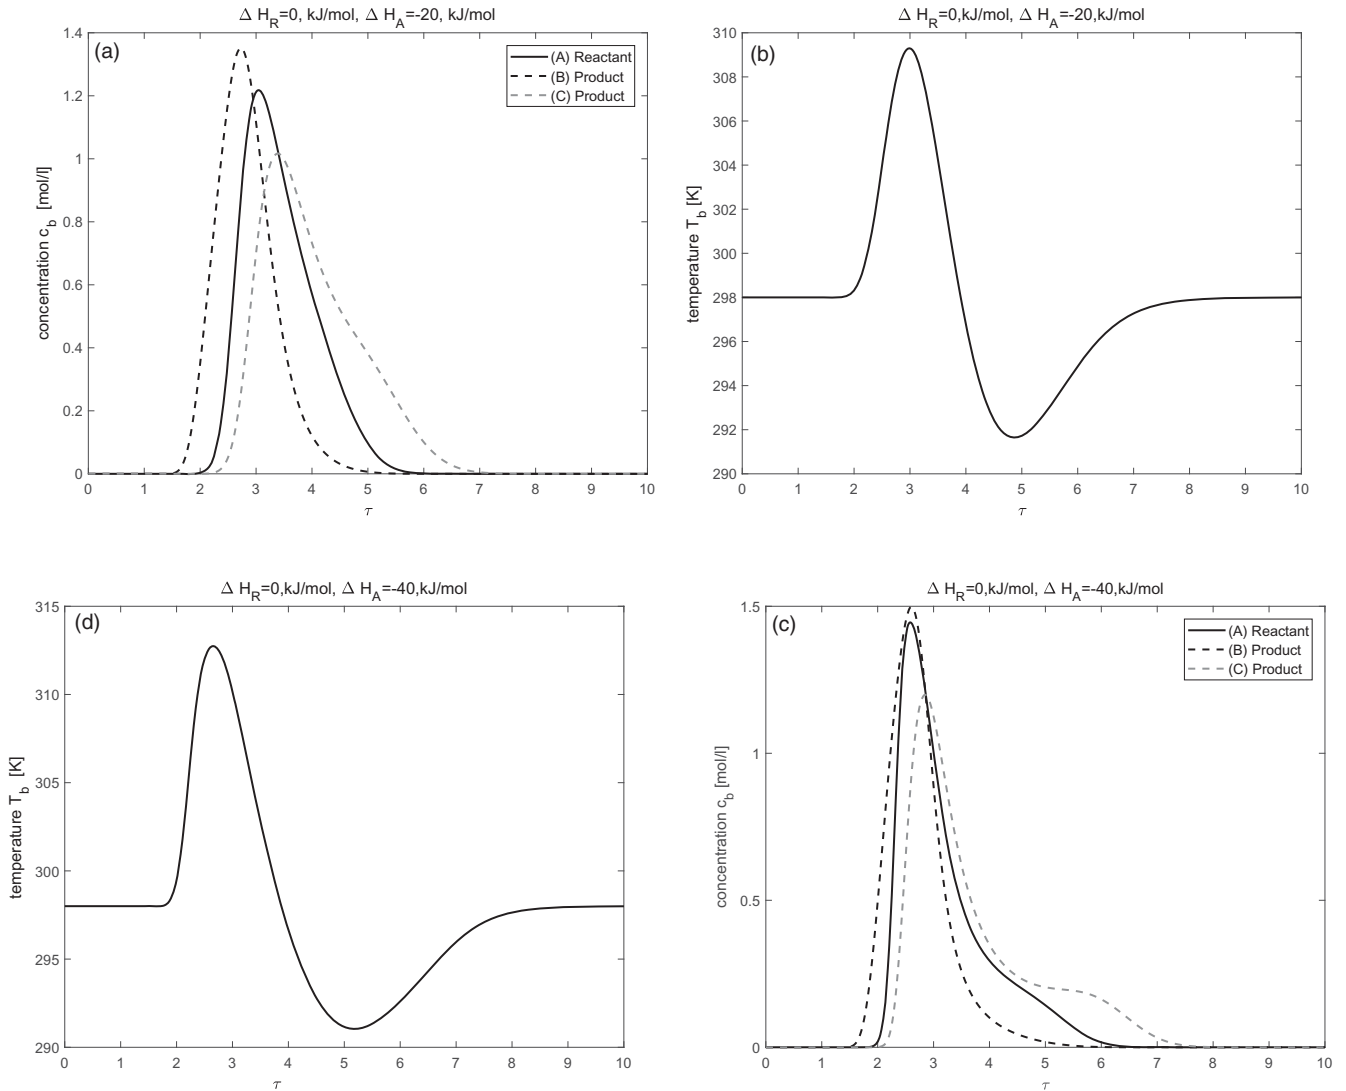 Δ H_R=0, kJ/mol, Δ H_A=-20, kJ/mol
(a)
(A) Reactant
(B) Product
(C) Product
1.4
1.2
1
0.8
0.6
0.4
0.2
0
concentration c_b [mol/l]
0 1 2 3 4 5 6 7 8 9 10
τ
Δ H_R=0,kJ/mol, Δ H_A=-20,kJ/mol
(b)
310
308
306
304
302
300
298
296
294
292
290
temperature T_b [K]
0 1 2 3 4 5 6 7 8 9 10
τ
Δ H_R=0,kJ/mol, Δ H_A=-40,kJ/mol
(d)
315
310
305
300
295
290
temperature T_b [K]
0 1 2 3 4 5 6 7 8 9 10
τ
Δ H_R=0,kJ/mol, Δ H_A=-40,kJ/mol
(c)
(A) Reactant
(B) Product
(C) Product
1.5
1
0.5
0
concentration c_b [mol/l]
0 1 2 3 4 5 6 7 8 9 10
τ